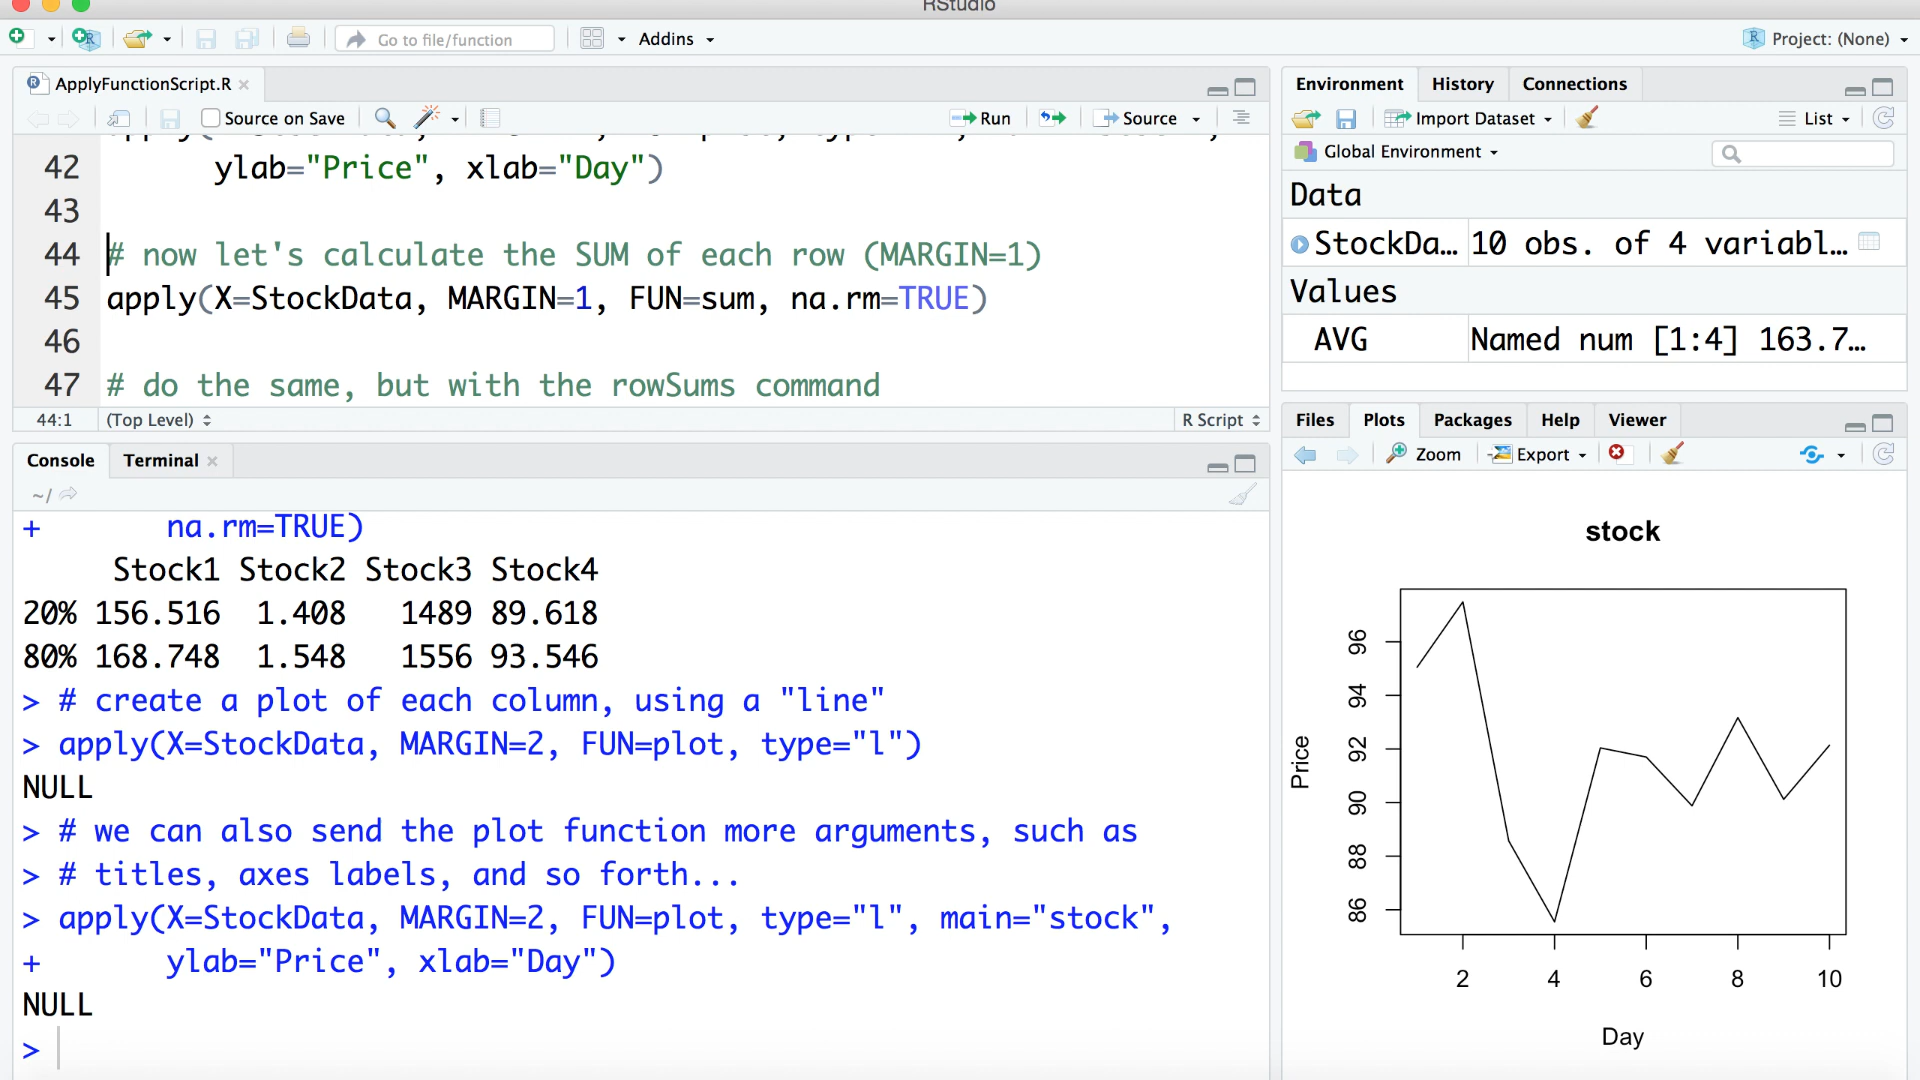 RStudio
Go to file/function
Addins
Project: (None)
ApplyFunctionScript.R
Source on Save
Run
Source
42 ylab="Price", xlab="Day")
43
44 # now let's calculate the SUM of each row (MARGIN=1)
45 apply(X=StockData, MARGIN=1, FUN=sum, na.rm=TRUE)
46
47 # do the same, but with the rowSums command
44:1 (Top Level) R Script
Console Terminal
~/
+ na.rm=TRUE)
Stock1 Stock2 Stock3 Stock4
20% 156.516 1.408 1489 89.618
80% 168.748 1.548 1556 93.546
> # create a plot of each column, using a "line"
> apply(X=StockData, MARGIN=2, FUN=plot, type="l")
NULL
> # we can also send the plot function more arguments, such as
> # titles, axes labels, and so forth...
> apply(X=StockData, MARGIN=2, FUN=plot, type="l", main="stock",
+ ylab="Price", xlab="Day")
NULL
>
Environment History Connections
Import Dataset List
Global Environment
Data
StockDa… 10 obs. of 4 variabl…
Values
AVG Named num [1:4] 163.7…
Files Plots Packages Help Viewer
Zoom Export
stock
Price
96
94
92
90
88
86
2 4 6 8 10
Day